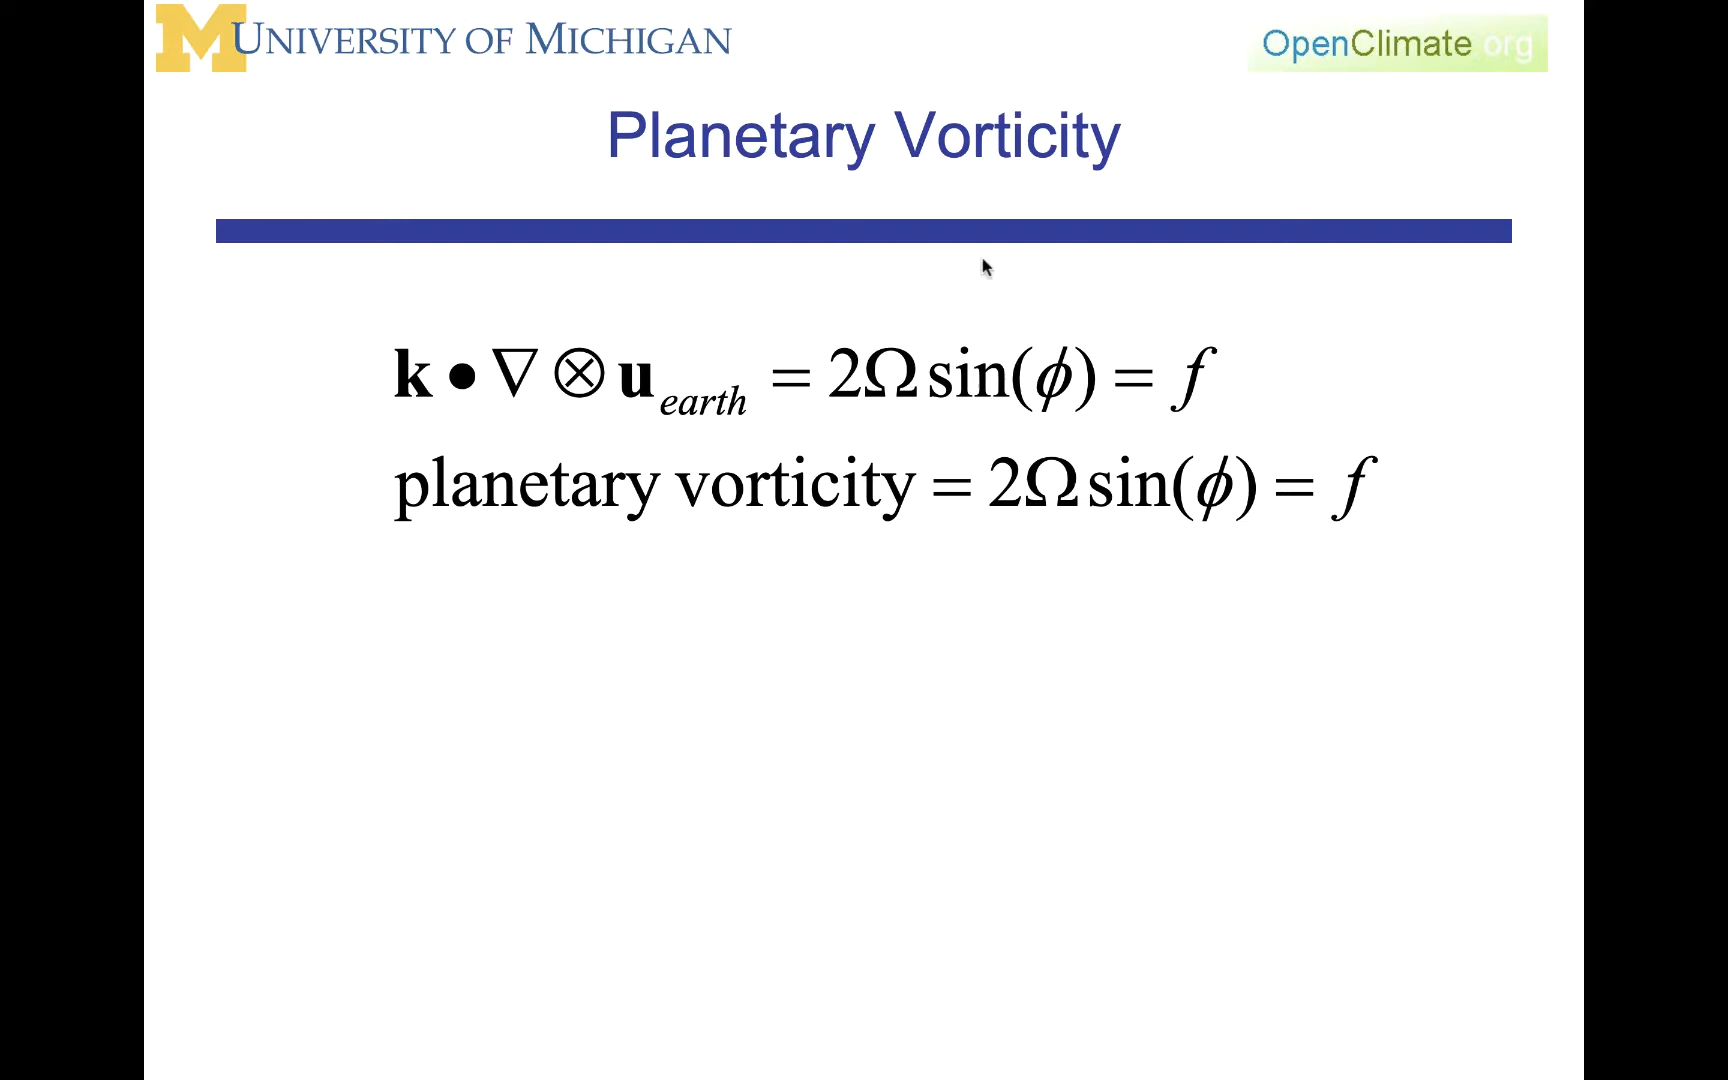 UNIVERSITY OF MICHIGAN
OpenClimate.org
Planetary Vorticity
k • ∇ ⊗ u_earth = 2Ω sin(ϕ) = f
planetary vorticity = 2Ω sin(ϕ) = f